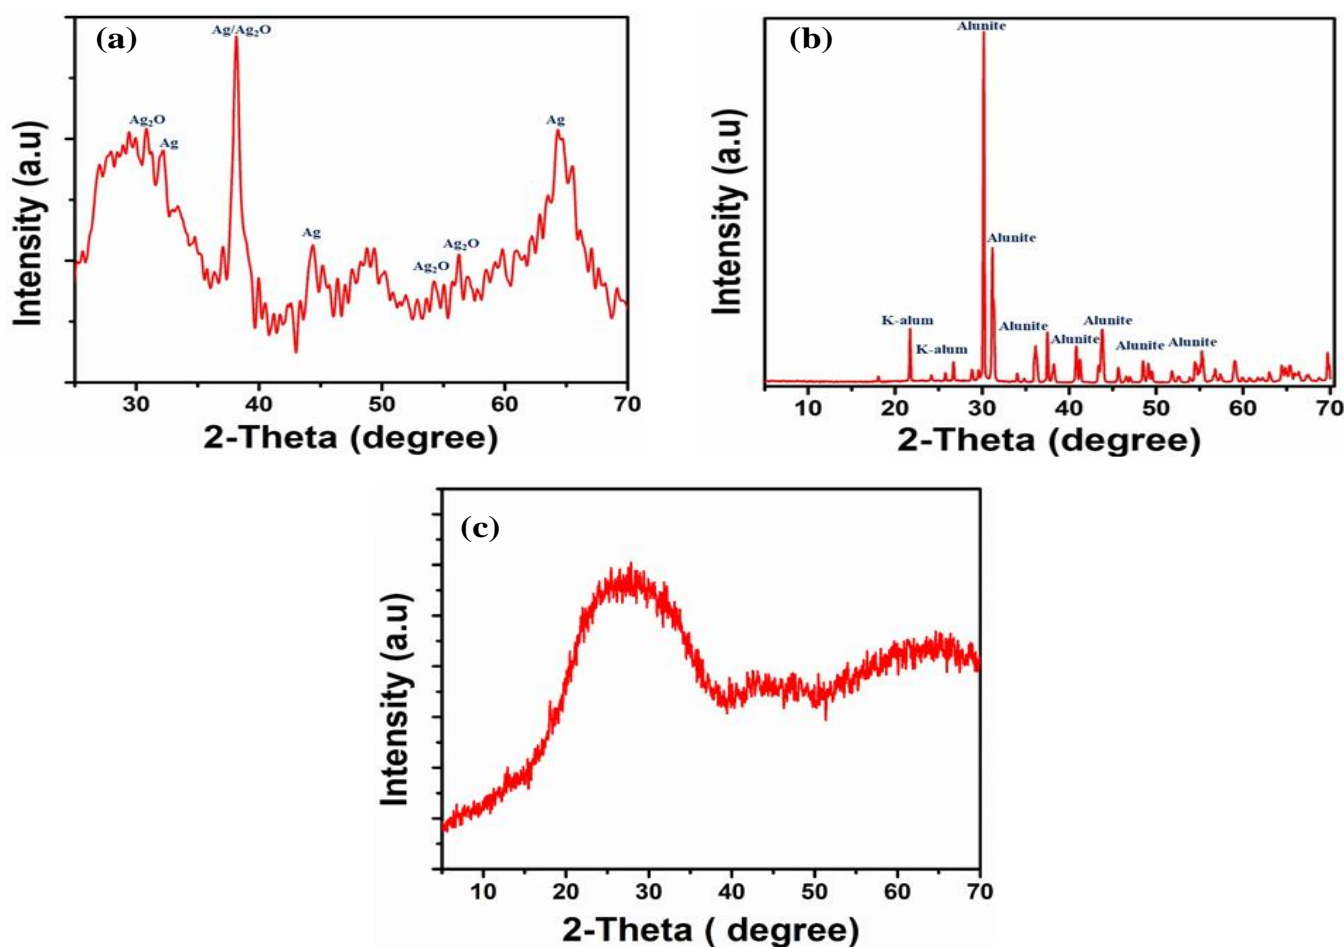 (a)
Ag/Ag₂O
Ag₂O
Ag
Ag
Ag
Ag₂O
Ag₂O
Intensity (a.u)
30 40 50 60 70
2-Theta (degree)
(b)
Alunite
Alunite
K-alum
K-alum
Alunite
Alunite
Alunite
Alunite
Alunite
Intensity (a.u)
10 20 30 40 50 60 70
2-Theta (degree)
(c)
Intensity (a.u)
10 20 30 40 50 60 70
2-Theta ( degree)